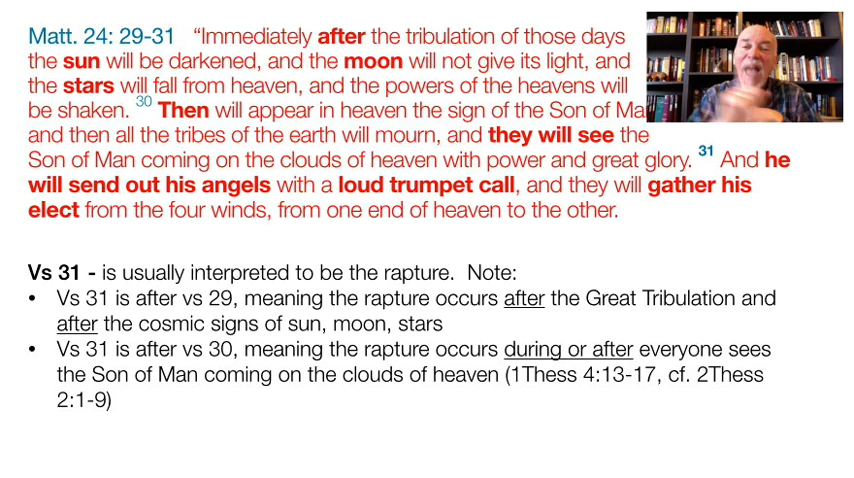 Matt. 24: 29-31 “Immediately after the tribulation of those days
the sun will be darkened, and the moon will not give its light, and
the stars will fall from heaven, and the powers of the heavens will
be shaken. 30 Then will appear in heaven the sign of the Son of Ma
and then all the tribes of the earth will mourn, and they will see the
Son of Man coming on the clouds of heaven with power and great glory. 31 And he
will send out his angels with a loud trumpet call, and they will gather his
elect from the four winds, from one end of heaven to the other.
Vs 31 - is usually interpreted to be the rapture. Note:
• Vs 31 is after vs 29, meaning the rapture occurs after the Great Tribulation and
after the cosmic signs of sun, moon, stars
• Vs 31 is after vs 30, meaning the rapture occurs during or after everyone sees
the Son of Man coming on the clouds of heaven (1Thess 4:13-17, cf. 2Thess
2:1-9)